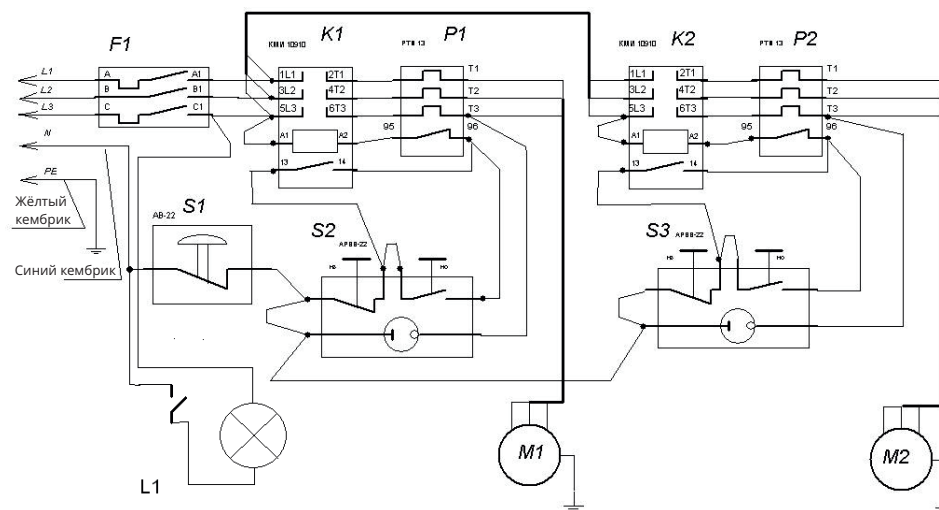 F1
K1
P1
K2
P2
КМИ 10910
РТИ 13
КМИ 10910
РТИ 13
L1
L2
L3
N
PE
A
A1
B
B1
C
C1
1L1
2T1
3L2
4T2
5L3
6T3
A1
A2
13
14
T1
T2
T3
95
96
1L1
2T1
3L2
4T2
5L3
6T3
A1
A2
13
14
T1
T2
T3
95
96
Жёлтый
кембрик
Синий кембрик
АВ-22
S1
S2
АРВВ-22
НЗ
НО
S3
АРВВ-22
НЗ
НО
L1
M1
M2